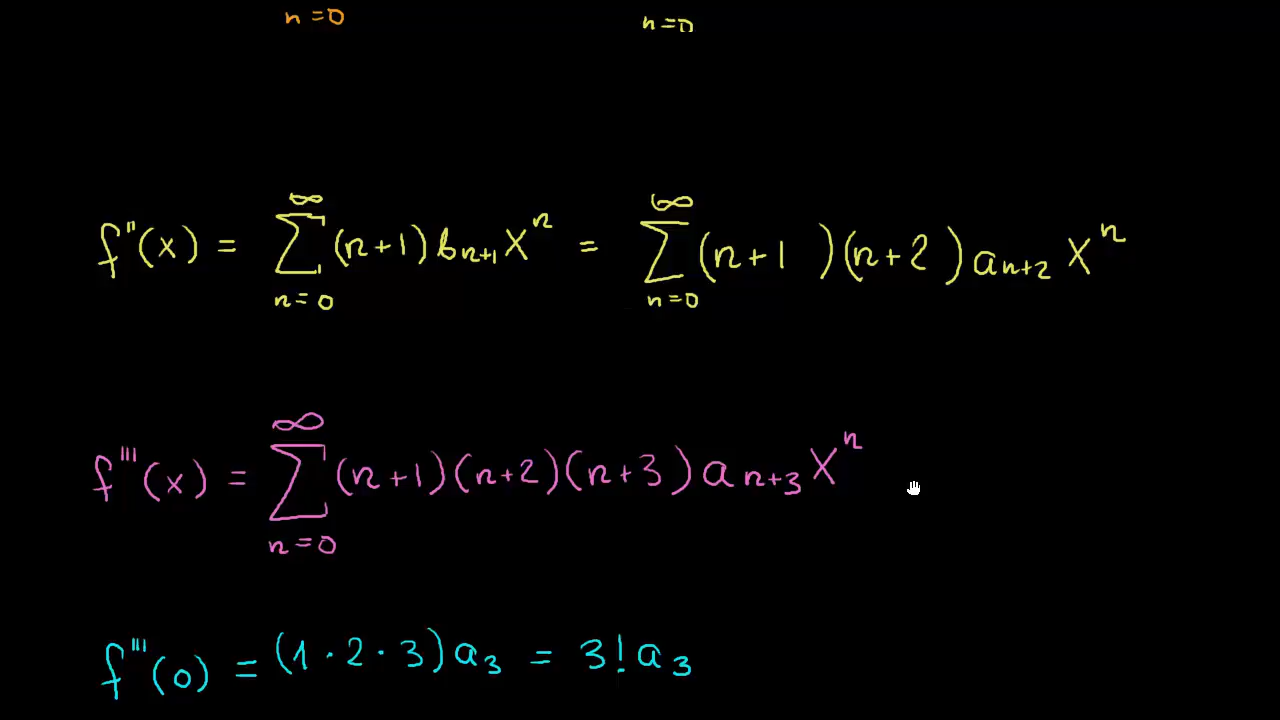 n=0 n=0
f''(x) = ∑_{n=0}^{∞} (n+1) b_{n+1} x^n = ∑_{n=0}^{∞} (n+1 )(n+2) a_{n+2} x^n
f'''(x) = ∑_{n=0}^{∞} (n+1)(n+2)(n+3) a_{n+3} x^n
f'''(0) = (1·2·3) a_3 = 3! a_3